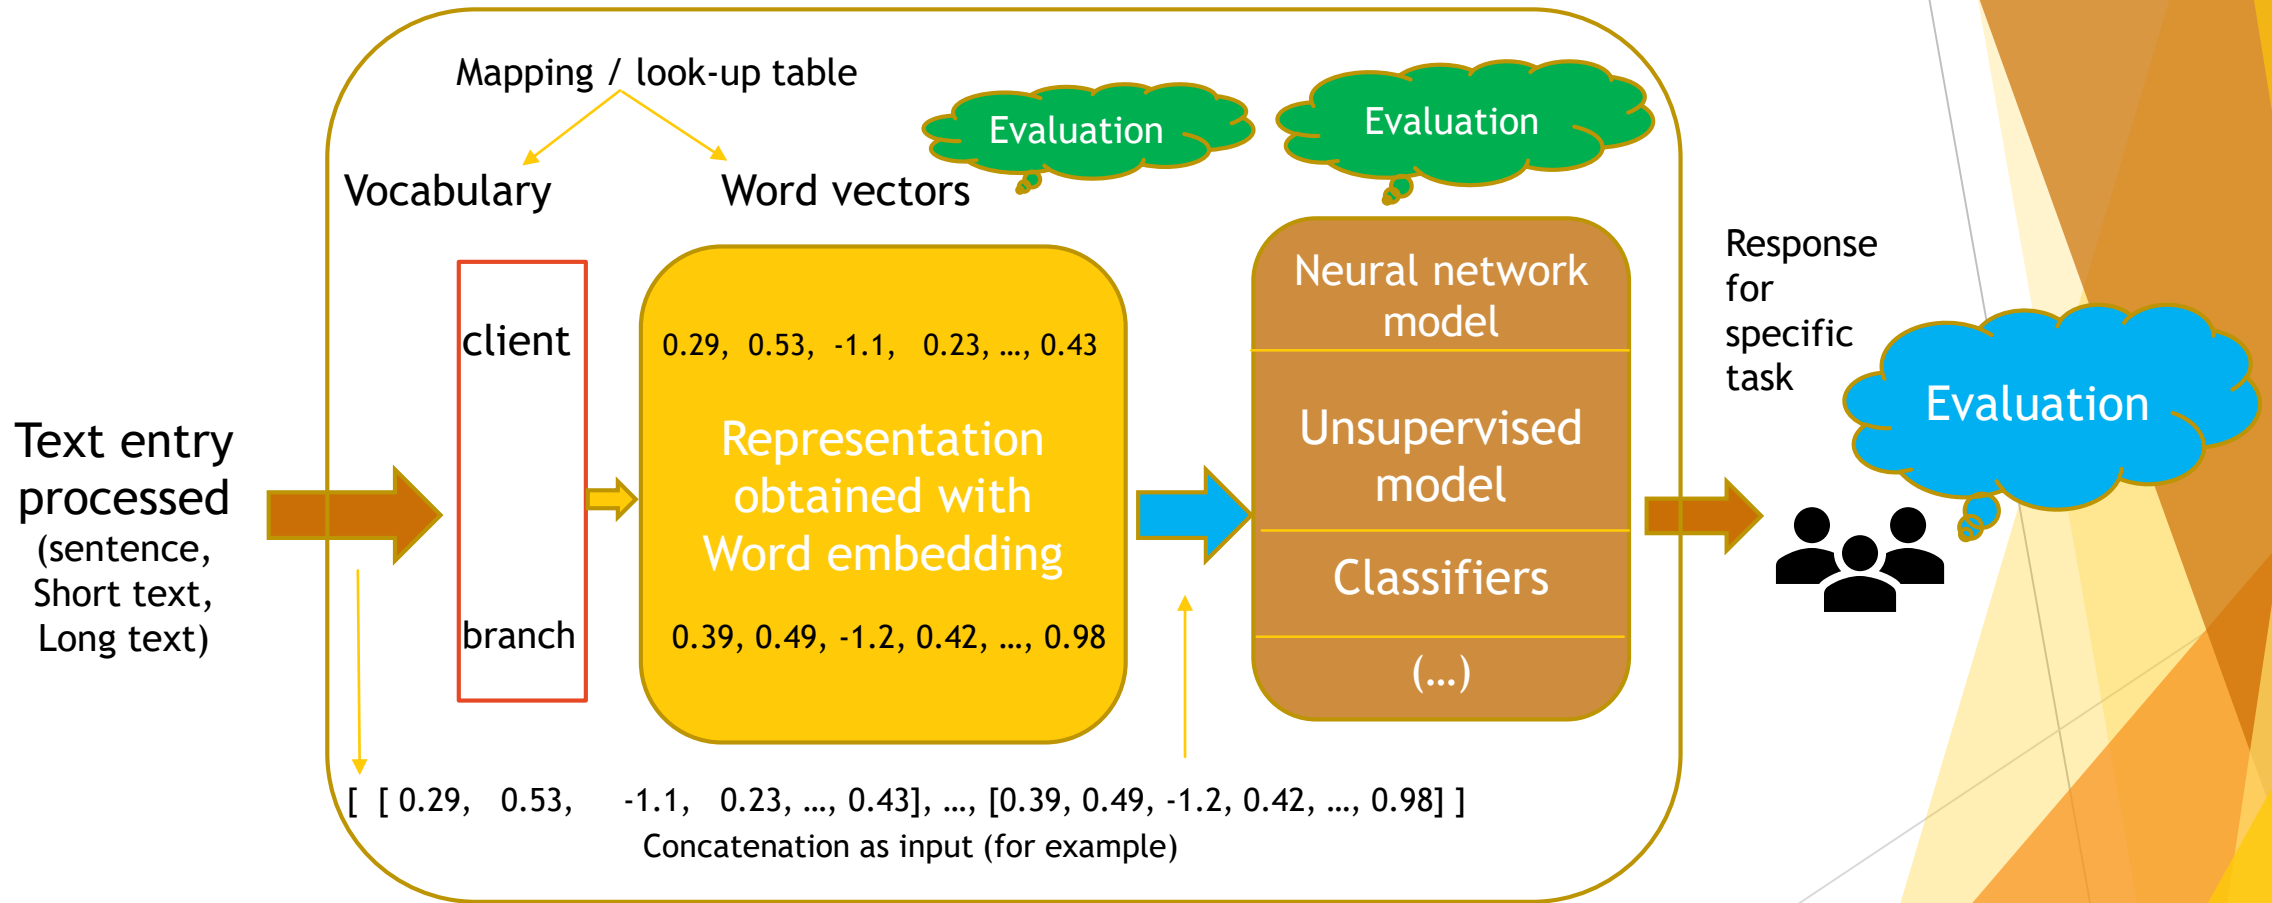 Mapping / look-up table
Vocabulary
Word vectors
Evaluation
Evaluation
Text entry
processed
(sentence,
Short text,
Long text)
client
branch
0.29, 0.53, -1.1, 0.23, …, 0.43
Representation
obtained with
Word embedding
0.39, 0.49, -1.2, 0.42, …, 0.98
Neural network
model
Unsupervised
model
Classifiers
(…)
Response
for
specific
task
Evaluation
[ [ 0.29, 0.53, -1.1, 0.23, …, 0.43], …, [0.39, 0.49, -1.2, 0.42, …, 0.98] ]
Concatenation as input (for example)